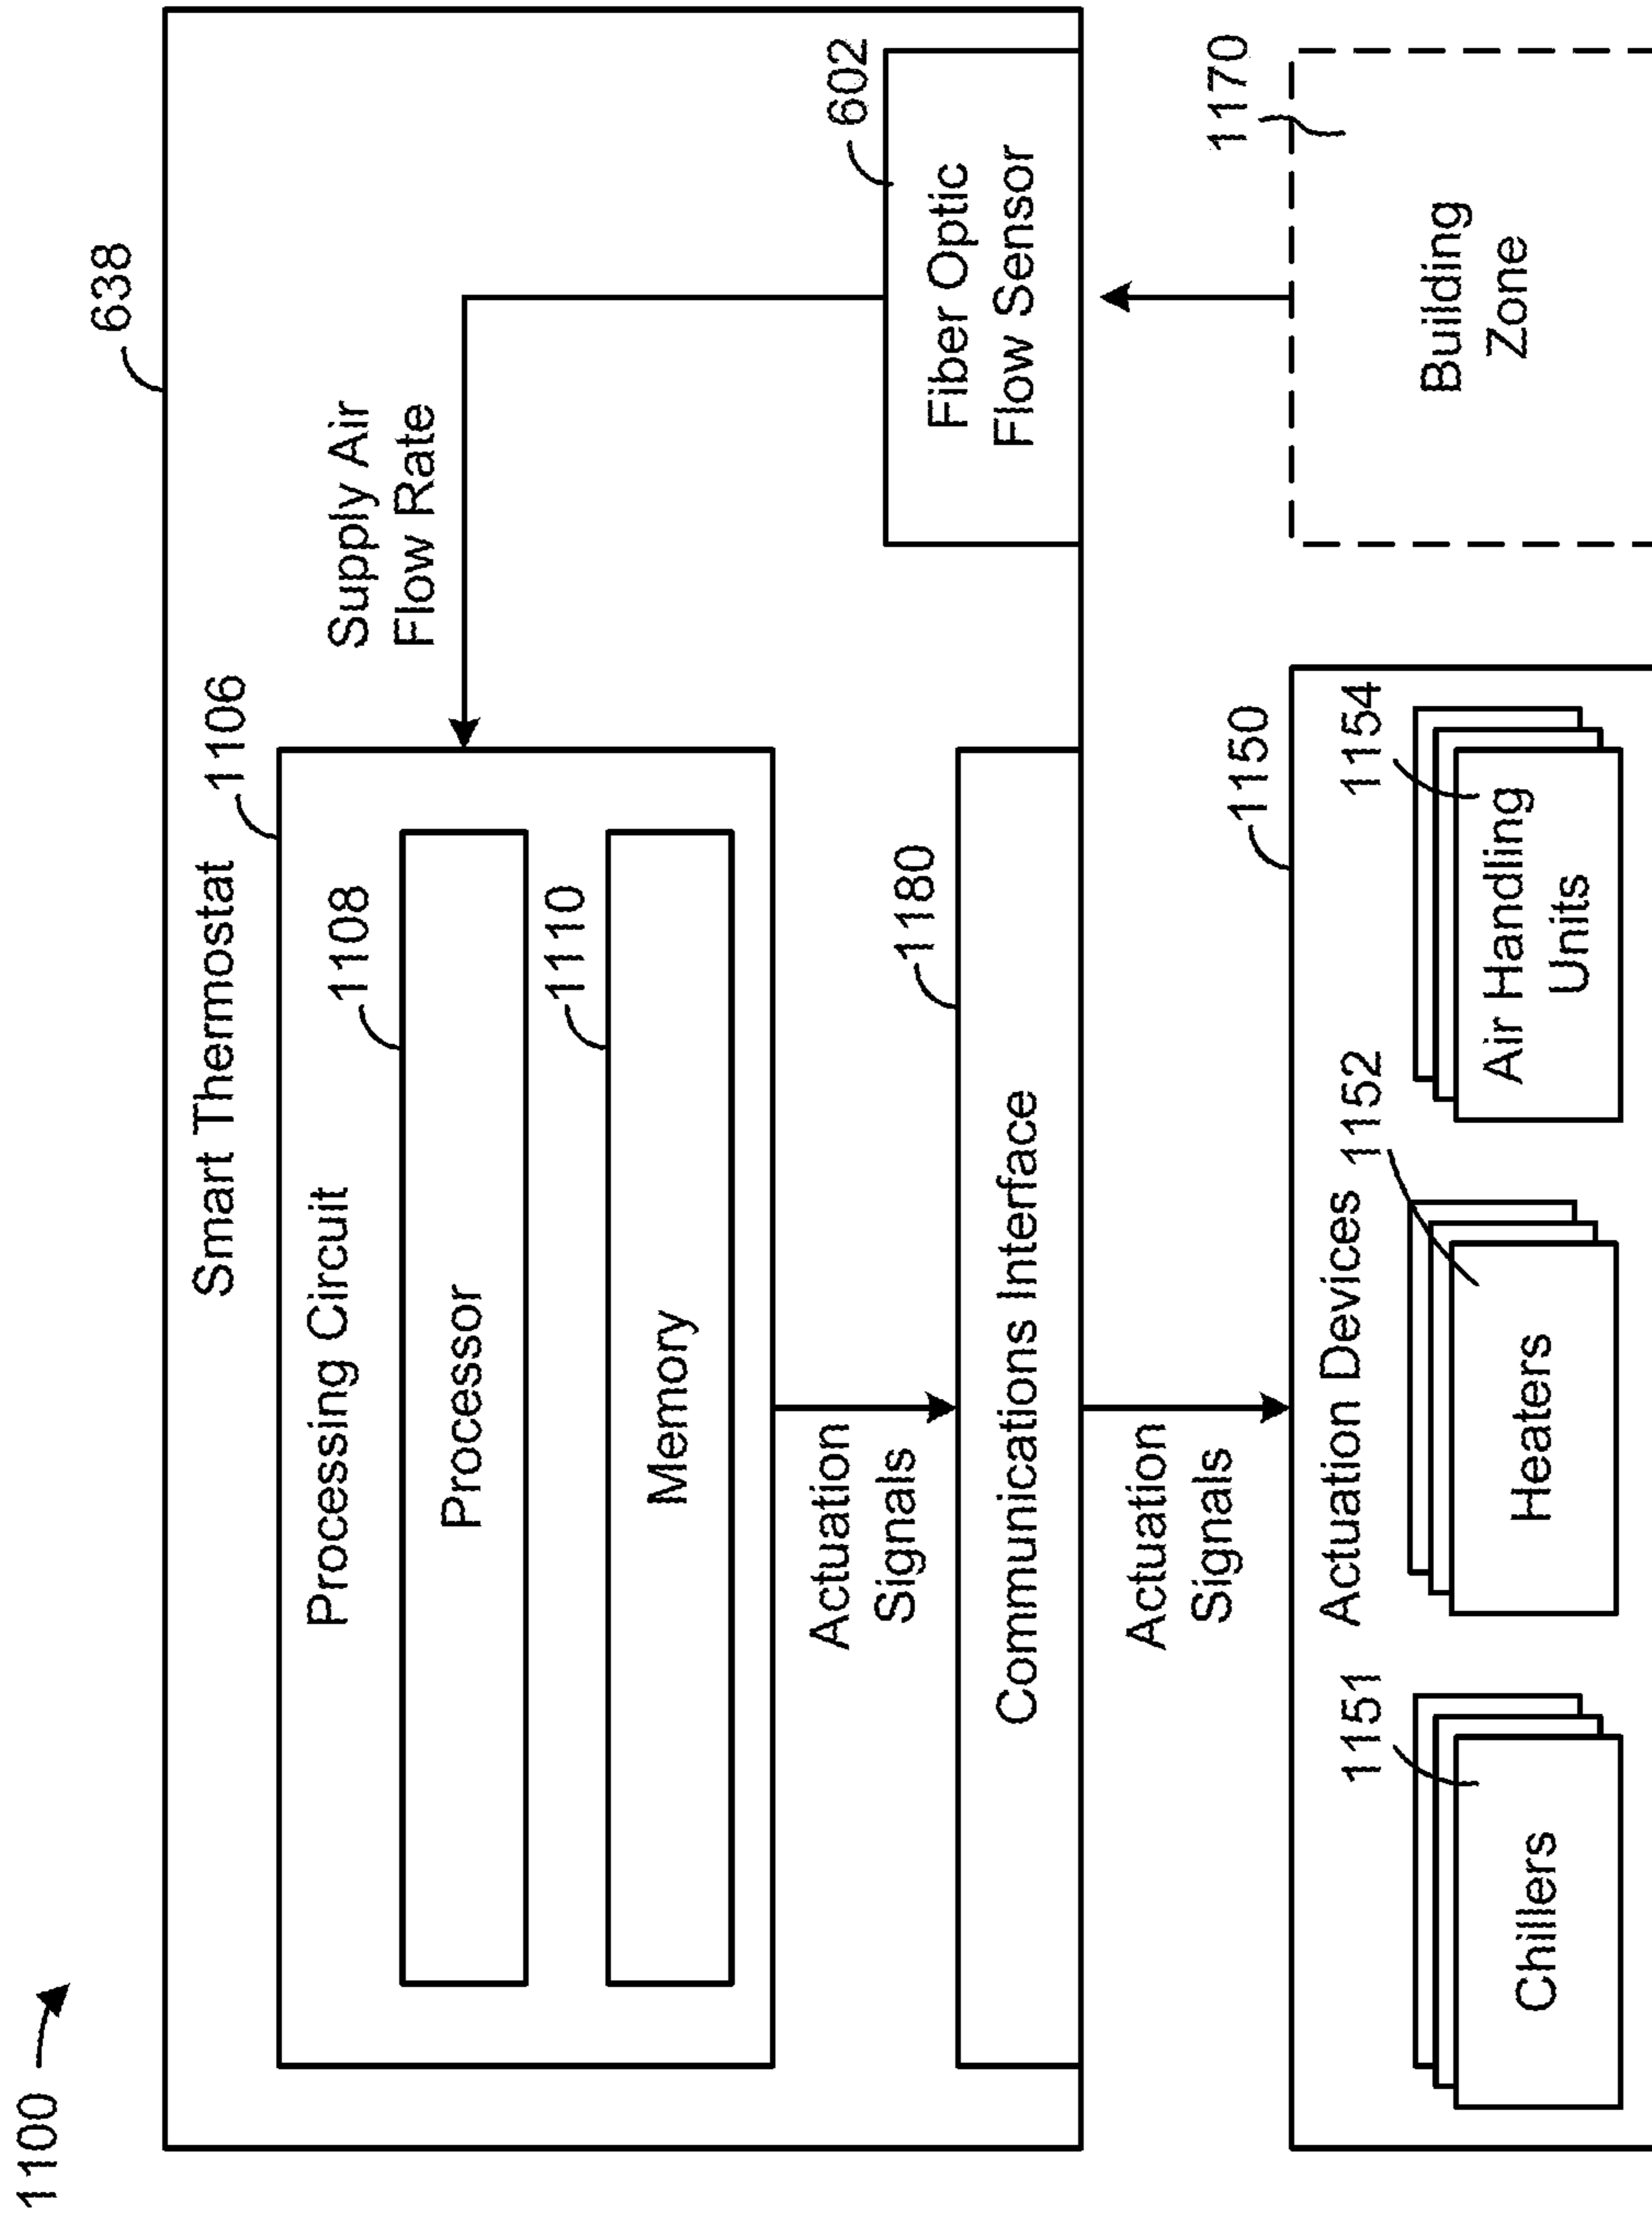 1100
638
Smart Thermostat
1106
Processing Circuit
1108
Processor
1110
Memory
Supply Air
Flow Rate
602
Fiber Optic
Flow Sensor
Actuation
Signals
1180
Communications Interface
Actuation
Signals
1150
Actuation Devices
1151
Chillers
1152
Heaters
1154
Air Handling
Units
1170
Building
Zone